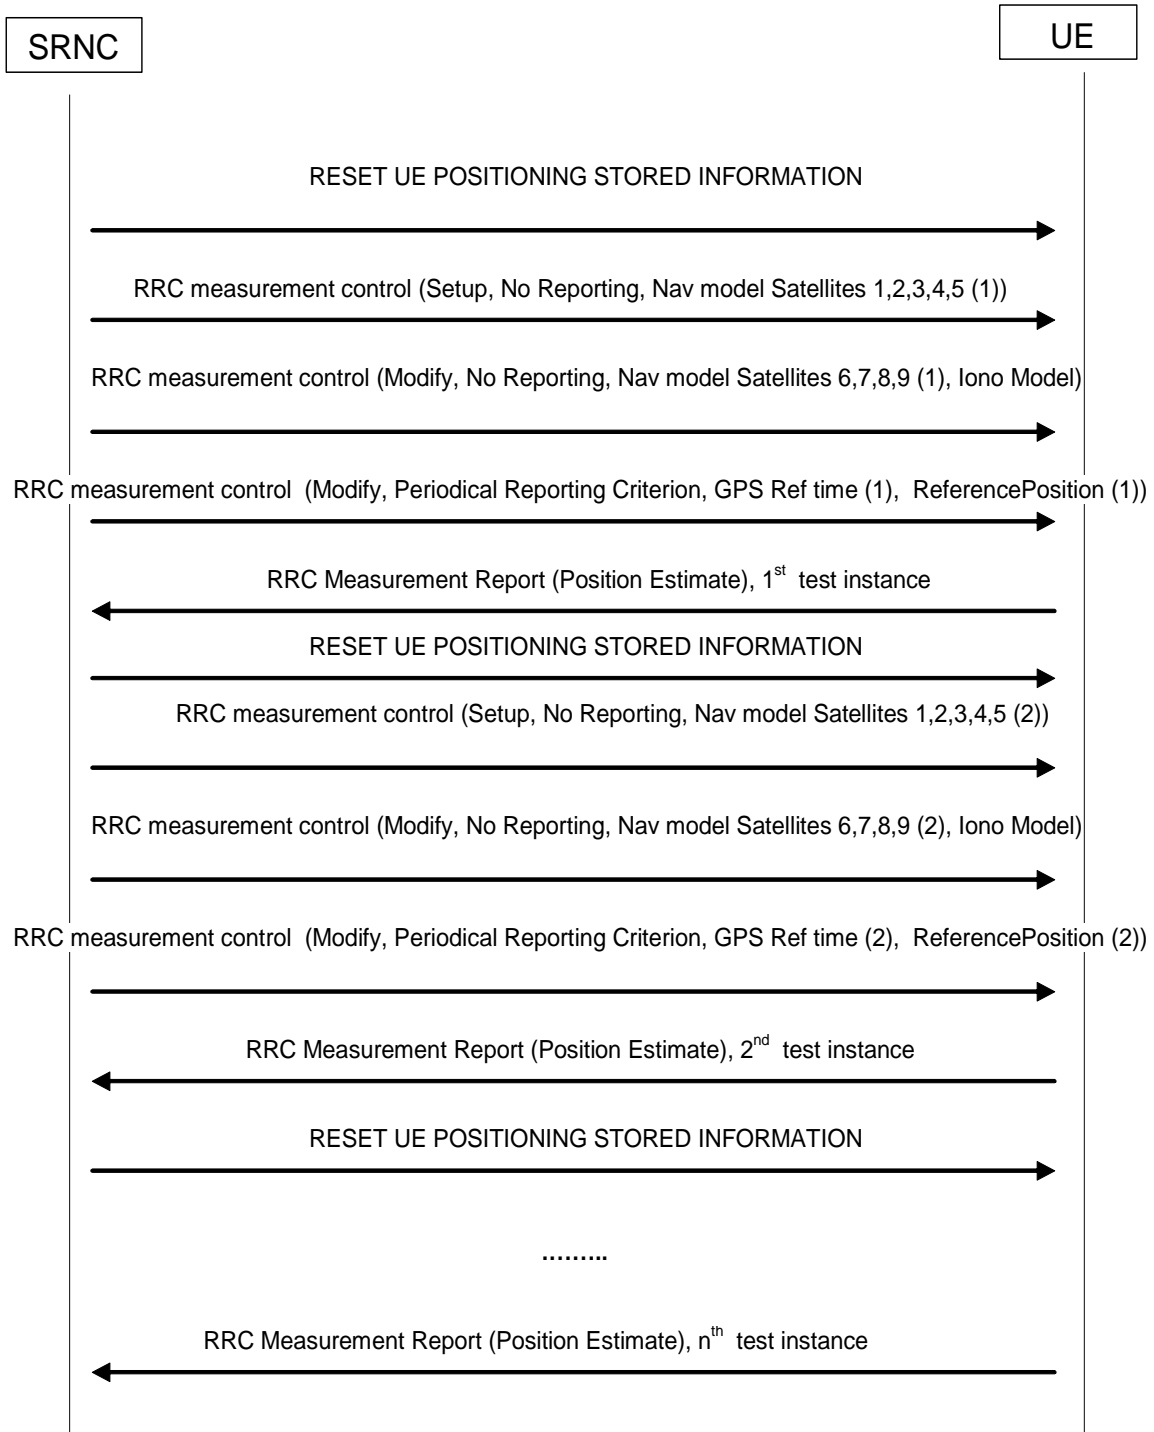 SRNC
UE
RESET UE POSITIONING STORED INFORMATION
RRC measurement control (Setup, No Reporting, Nav model Satellites 1,2,3,4,5 (1))
RRC measurement control (Modify, No Reporting, Nav model Satellites 6,7,8,9 (1), Iono Model)
RRC measurement control (Modify, Periodical Reporting Criterion, GPS Ref time (1), ReferencePosition (1))
RRC Measurement Report (Position Estimate), 1st test instance
RESET UE POSITIONING STORED INFORMATION
RRC measurement control (Setup, No Reporting, Nav model Satellites 1,2,3,4,5 (2))
RRC measurement control (Modify, No Reporting, Nav model Satellites 6,7,8,9 (2), Iono Model)
RRC measurement control (Modify, Periodical Reporting Criterion, GPS Ref time (2), ReferencePosition (2))
RRC Measurement Report (Position Estimate), 2nd test instance
RESET UE POSITIONING STORED INFORMATION
.........
RRC Measurement Report (Position Estimate), nth test instance